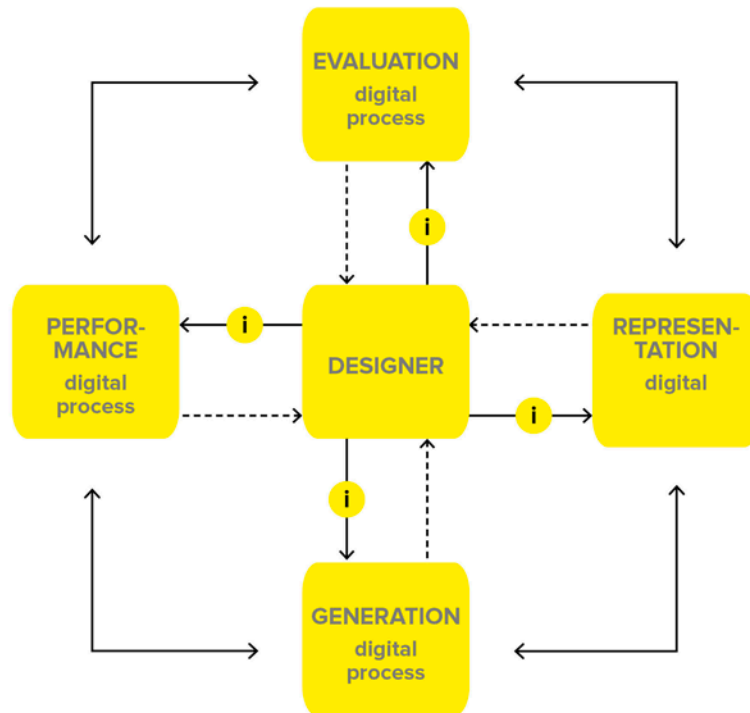 EVALUATION
digital
process
i
PERFOR-
MANCE
digital
process
i
DESIGNER
REPRESEN-
TATION
digital
i
i
GENERATION
digital
process